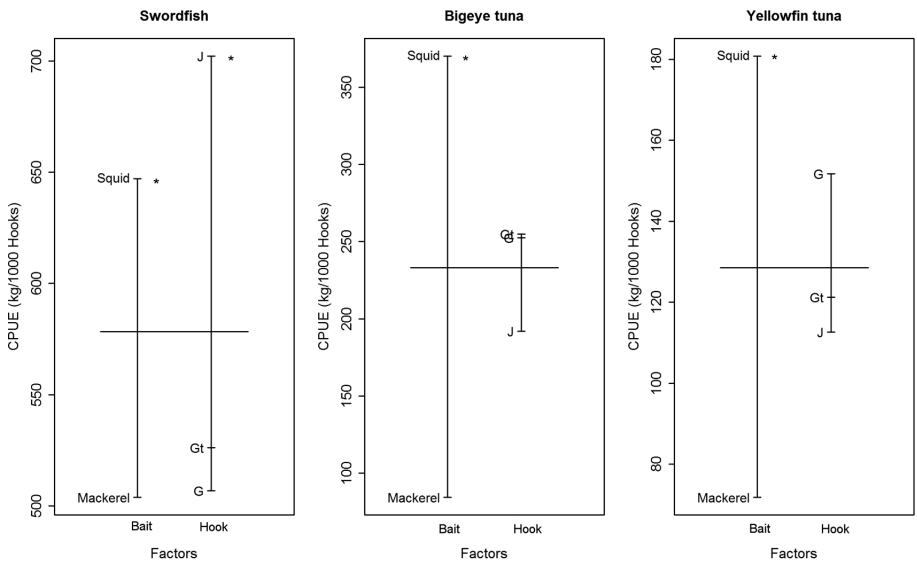 Swordfish
CPUE (kg/1000 Hooks)
700
650
600
550
500
J *
Squid *
Gt
G
Mackerel
Bait Hook
Factors
Bigeye tuna
CPUE (kg/1000 Hooks)
350
300
250
200
150
100
Squid *
Gt
G
J
Mackerel
Bait Hook
Factors
Yellowfin tuna
CPUE (kg/1000 Hooks)
180
160
140
120
100
80
Squid *
G
Gt
J
Mackerel
Bait Hook
Factors